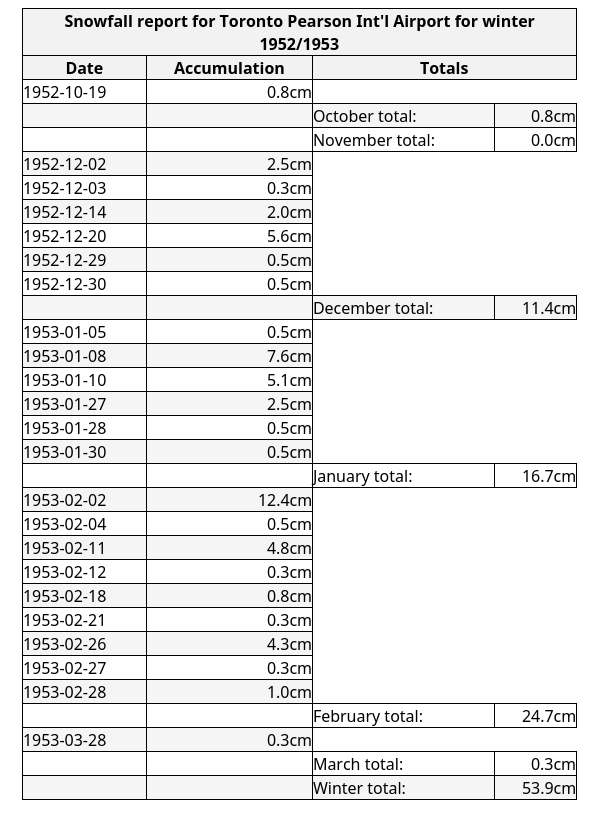 Snowfall report for Toronto Pearson Int'l Airport for winter
1952/1953
Date Accumulation Totals
1952-10-19 0.8cm
October total: 0.8cm
November total: 0.0cm
1952-12-02 2.5cm
1952-12-03 0.3cm
1952-12-14 2.0cm
1952-12-20 5.6cm
1952-12-29 0.5cm
1952-12-30 0.5cm
December total: 11.4cm
1953-01-05 0.5cm
1953-01-08 7.6cm
1953-01-10 5.1cm
1953-01-27 2.5cm
1953-01-28 0.5cm
1953-01-30 0.5cm
January total: 16.7cm
1953-02-02 12.4cm
1953-02-04 0.5cm
1953-02-11 4.8cm
1953-02-12 0.3cm
1953-02-18 0.8cm
1953-02-21 0.3cm
1953-02-26 4.3cm
1953-02-27 0.3cm
1953-02-28 1.0cm
February total: 24.7cm
1953-03-28 0.3cm
March total: 0.3cm
Winter total: 53.9cm